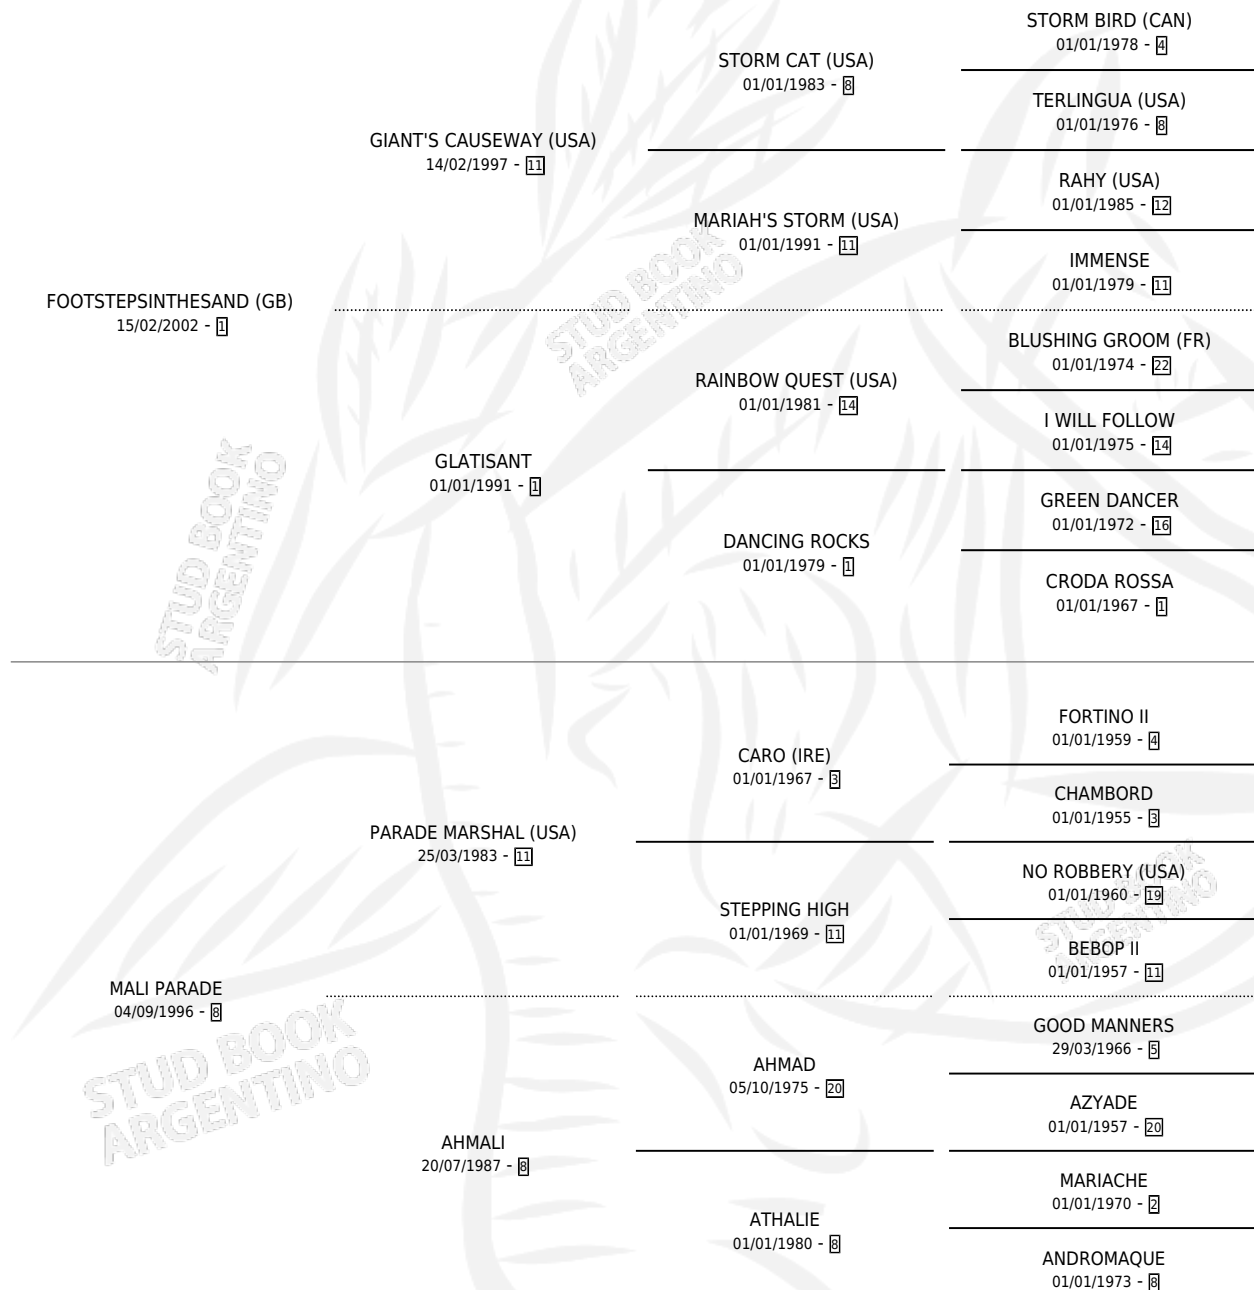 STORM BIRD (CAN)
01/01/1978 - 4
STORM CAT (USA)
01/01/1983 - 8
TERLINGUA (USA)
01/01/1976 - 8
GIANT'S CAUSEWAY (USA)
14/02/1997 - 11
RAHY (USA)
01/01/1985 - 12
MARIAH'S STORM (USA)
01/01/1991 - 11
IMMENSE
01/01/1979 - 11
FOOTSTEPSINTHESAND (GB)
15/02/2002 - 1
BLUSHING GROOM (FR)
01/01/1974 - 22
RAINBOW QUEST (USA)
01/01/1981 - 14
I WILL FOLLOW
01/01/1975 - 14
GLATISANT
01/01/1991 - 1
GREEN DANCER
01/01/1972 - 16
DANCING ROCKS
01/01/1979 - 1
CRODA ROSSA
01/01/1967 - 1
FORTINO II
01/01/1959 - 4
CARO (IRE)
01/01/1967 - 3
CHAMBORD
01/01/1955 - 3
PARADE MARSHAL (USA)
25/03/1983 - 11
NO ROBBERY (USA)
01/01/1960 - 19
STEPPING HIGH
01/01/1969 - 11
BEBOP II
01/01/1957 - 11
MALI PARADE
04/09/1996 - 8
GOOD MANNERS
29/03/1966 - 5
AHMAD
05/10/1975 - 20
AZYADE
01/01/1957 - 20
AHMALI
20/07/1987 - 8
MARIACHE
01/01/1970 - 2
ATHALIE
01/01/1980 - 8
ANDROMAQUE
01/01/1973 - 8
STUD BOOK
ARGENTINO
STUD BOOK
ARGENTINO
STUD BOOK
ARGENTINO
STUD BOOK
ARGENTINO